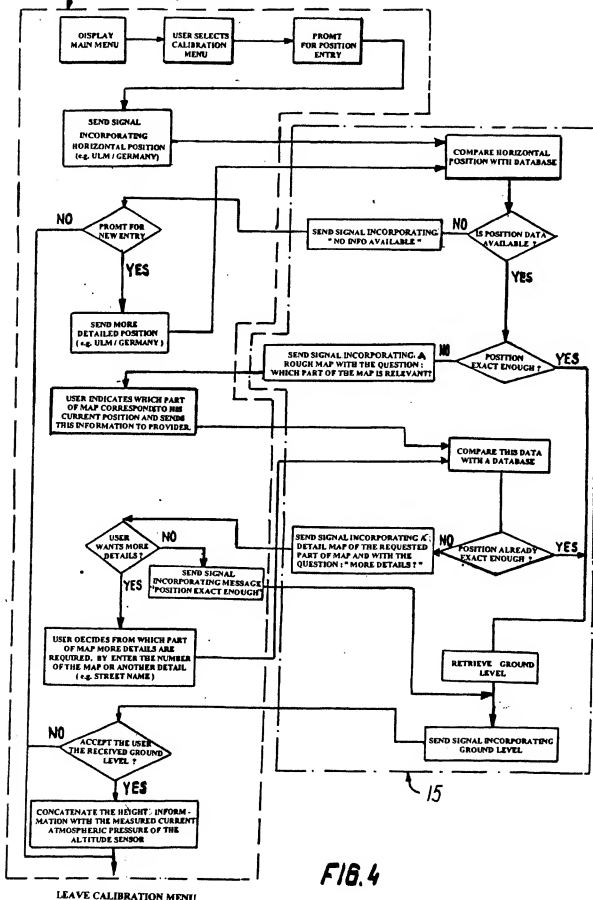 DISPLAY
MAIN MENU
USER SELECTS
CALIBRATION
MENU
PROMT
FOR POSITION
ENTRY
SEND SIGNAL
INCORPORATING
HORIZONTAL POSITION
(e.g. ULM / GERMANY)
COMPARE HORIZONTAL
POSITION WITH DATABASE
NO
PROMT FOR
NEW ENTRY
YES
SEND SIGNAL INCORPORATING
" NO INFO AVAILABLE "
NO
IS POSITION DATA
AVAILABLE ?
YES
SEND MORE
DETAILED POSITION
( e.g. ULM / GERMANY )
SEND SIGNAL INCORPORATING A
ROUGH MAP WITH THE QUESTION :
WHICH PART OF THE MAP IS RELEVANT?
NO
POSITION
EXACT ENOUGH ?
YES
USER INDICATES WHICH PART
OF MAP CORRESPONDS TO HIS
CURRENT POSITION AND SENDS
THIS INFORMATION TO PROVIDER.
COMPARE THIS DATA
WITH A DATABASE
USER
WANTS MORE
DETAILS ?
NO
YES
SEND SIGNAL INCORPORATING A
DETAIL MAP OF THE REQUESTED
PART OF MAP AND WITH THE
QUESTION : " MORE DETAILS ? "
NO
POSITION ALREADY
EXACT ENOUGH ?
YES
SEND SIGNAL
INCORPORATING MESSAGE
"POSITION EXACT ENOUGH"
USER DECIDES FROM WHICH PART
OF MAP MORE DETAILS ARE
REQUIRED. BY ENTER THE NUMBER
OF THE MAP OR ANOTHER DETAIL
( e.g. STREET NAME )
RETRIEVE GROUND
LEVEL
NO
ACCEPT THE USER
THE RECEIVED GROUND
LEVEL ?
YES
SEND SIGNAL INCORPORATING
GROUND LEVEL
15
CONCATENATE THE HEIGHT INFOR-
MATION WITH THE MEASURED CURRENT
ATMOSPHERIC PRESSURE OF THE
ALTITUDE SENSOR
FIG.4
LEAVE CALIBRATION MENU